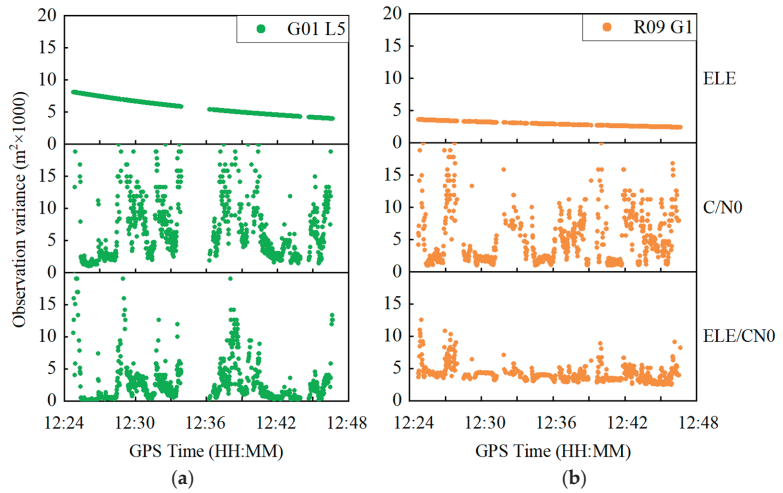 20 G01 L5 20 R09 G1
15 15
10 10 ELE
5 5
0 0
15 15
10 10 C/N0
5 5
0 0
15 15
10 10 ELE/CN0
5 5
0 0
Observation variance (m²×1000)
12:24 12:30 12:36 12:42 12:48 12:24 12:30 12:36 12:42 12:48
GPS Time (HH:MM) GPS Time (HH:MM)
(a) (b)